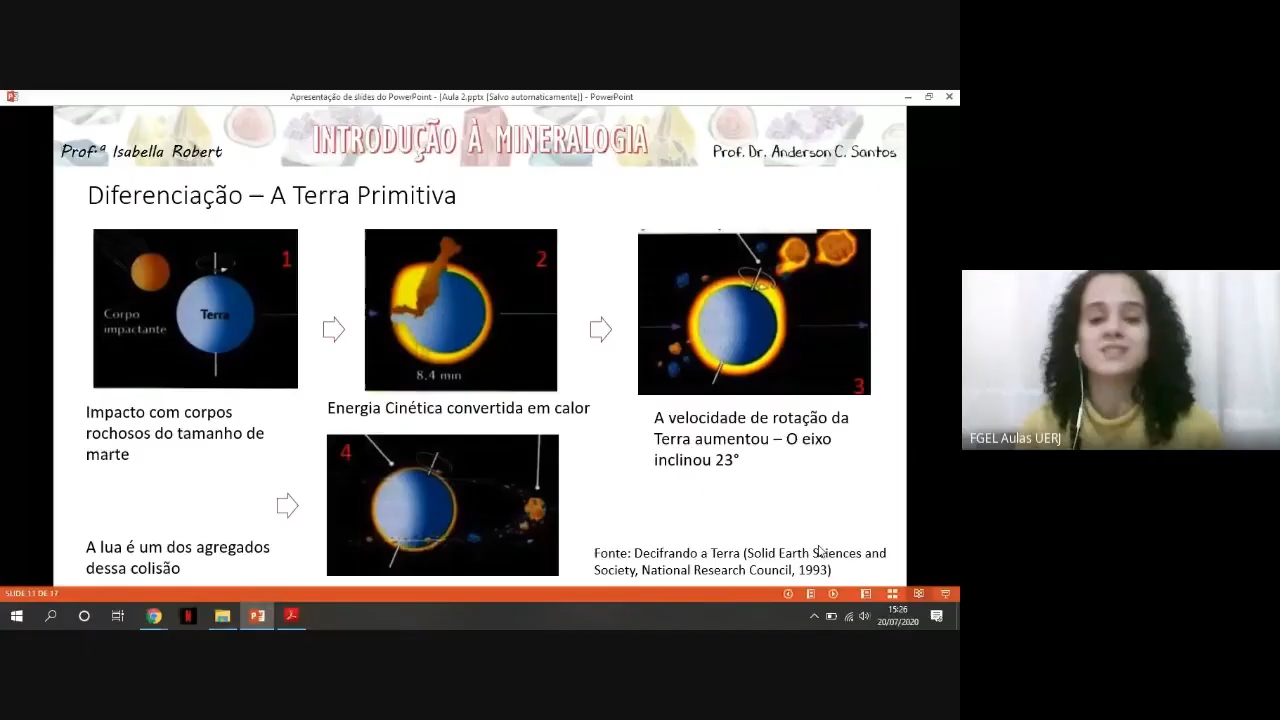 Apresentação de slides do PowerPoint - [Aula 2.pptx [Salvo automaticamente]] - PowerPoint
INTRODUÇÃO À MINERALOGIA
Prof.ª Isabella Robert
Prof. Dr. Anderson C. Santos
Diferenciação – A Terra Primitiva
1
Corpo
impactante
Terra
2
8,4 min
3
Impacto com corpos
rochosos do tamanho de
marte
Energia Cinética convertida em calor
A velocidade de rotação da
Terra aumentou – O eixo
inclinou 23°
4
A lua é um dos agregados
dessa colisão
Fonte: Decifrando a Terra (Solid Earth Sciences and
Society, National Research Council, 1993)
FGEL Aulas UERJ
SLIDE 11 DE 17
15:26
20/07/2020